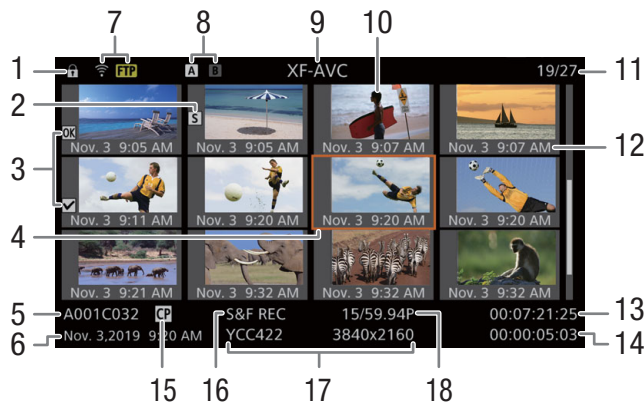 7 8 9 10
1 FTP A B XF-AVC 19/27 11
2 S
OK Nov. 3 9:05 AM Nov. 3 9:05 AM Nov. 3 9:07 AM Nov. 3 9:07 AM 12
3
Nov. 3 9:11 AM Nov. 3 9:20 AM Nov. 3 9:20 AM Nov. 3 9:20 AM
4
Nov. 3 9:21 AM Nov. 3 9:32 AM Nov. 3 9:32 AM Nov. 3 9:32 AM
5 A001C032 CP S&F REC 15/59.94P 00:07:21:25 13
6 Nov. 3,2019 9:20 AM YCC422 3840x2160 00:00:05:03 14
15 16 17 18